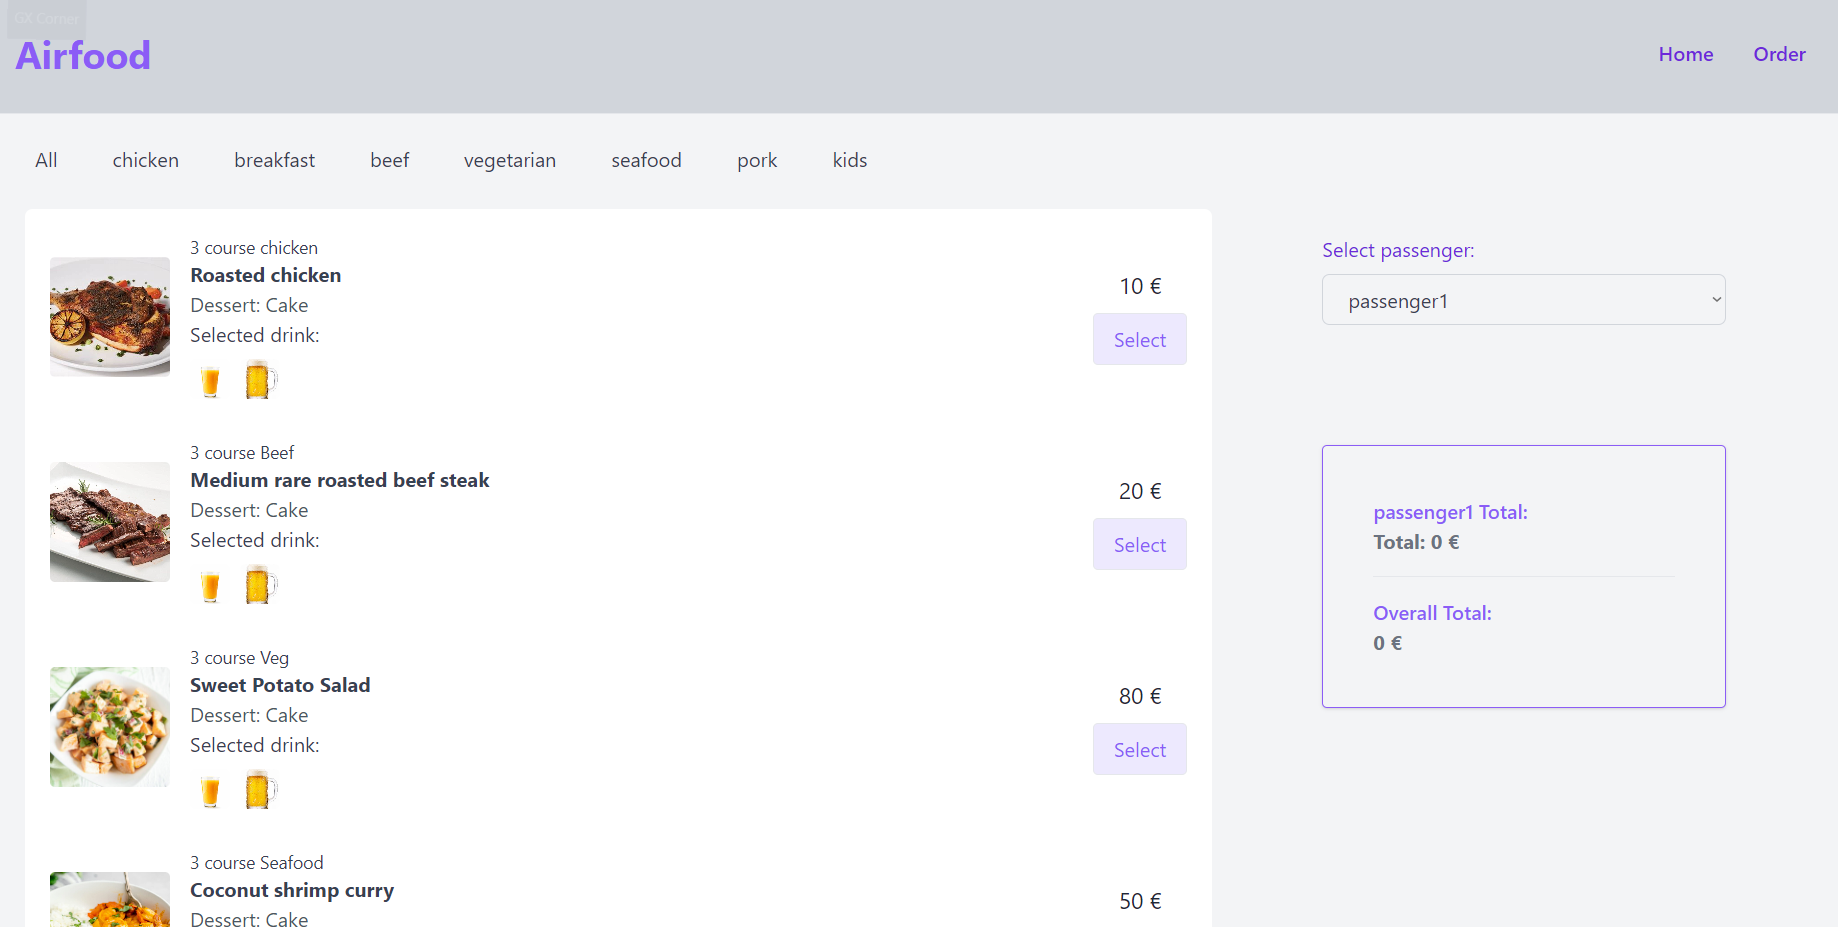 GX Corner
Airfood
Home
Order
All
chicken
breakfast
beef
vegetarian
seafood
pork
kids
3 course chicken
Roasted chicken
Dessert: Cake
Selected drink:
10 €
Select
3 course Beef
Medium rare roasted beef steak
Dessert: Cake
Selected drink:
20 €
Select
3 course Veg
Sweet Potato Salad
Dessert: Cake
Selected drink:
80 €
Select
3 course Seafood
Coconut shrimp curry
Dessert: Cake
50 €
Select passenger:
passenger1
passenger1 Total:
Total: 0 €
Overall Total:
0 €